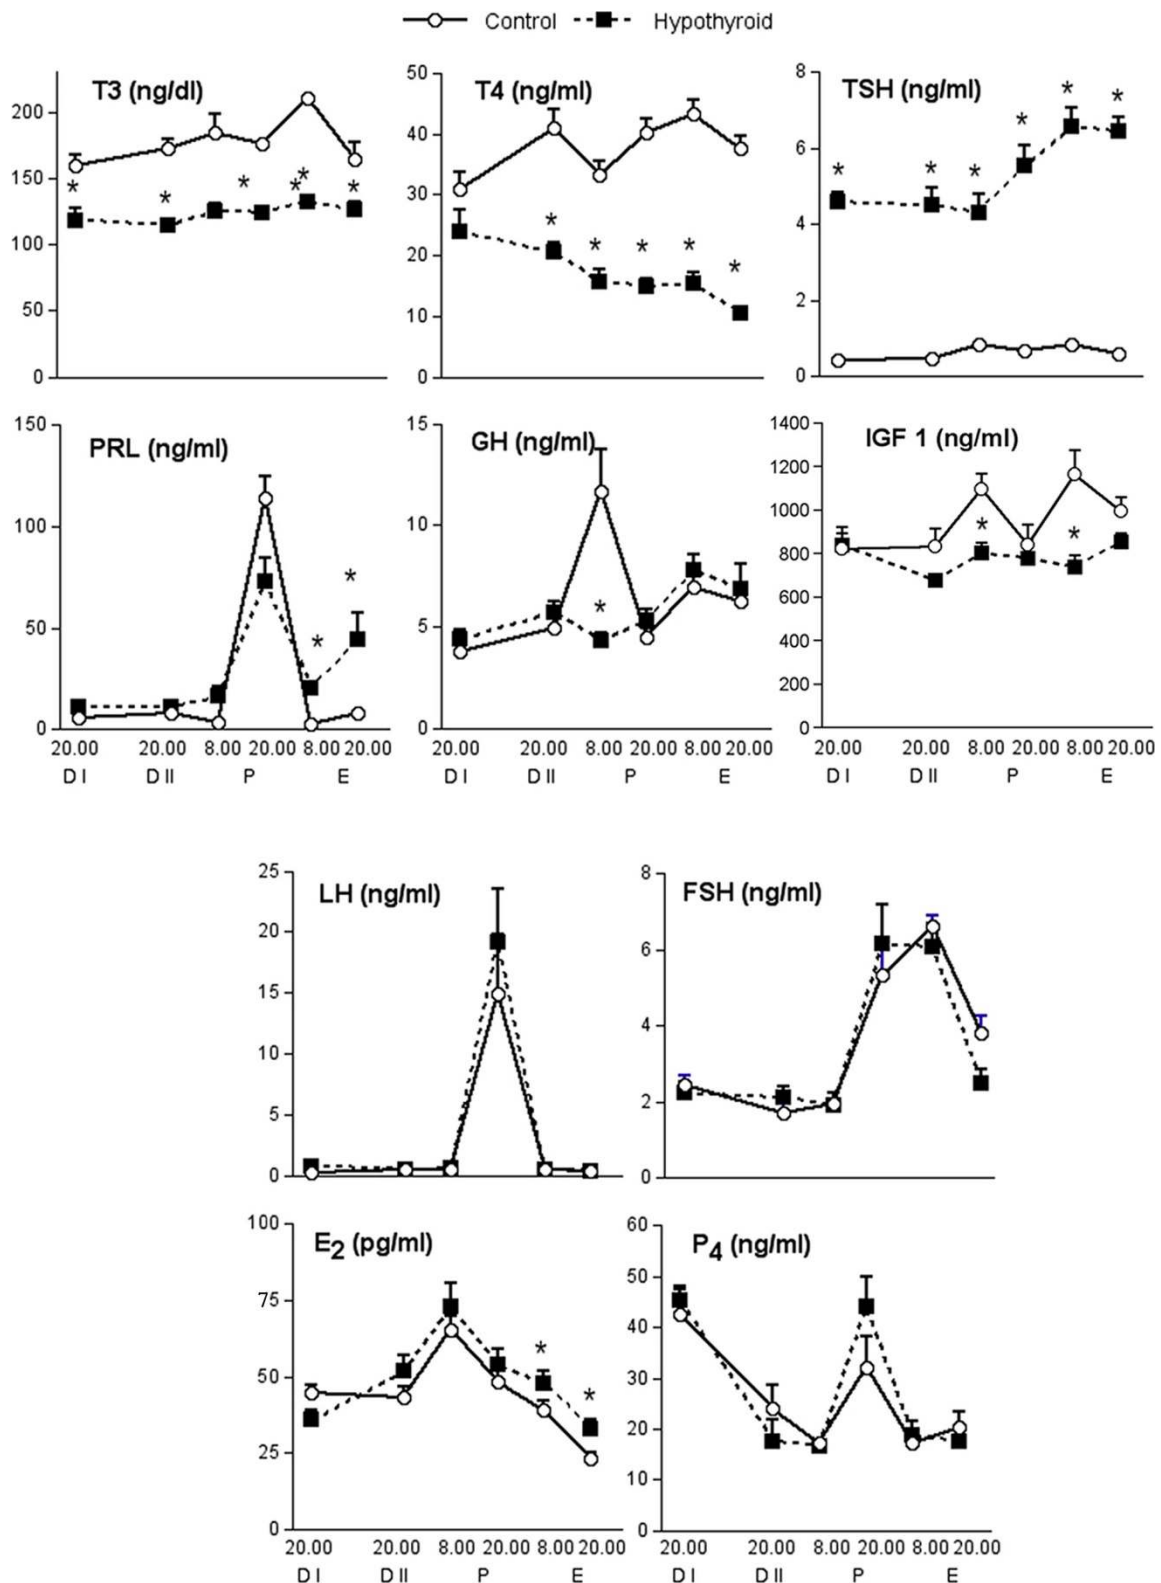 Control Hypothyroid
T3 (ng/dl)
200
150
100
50
0
* * * * * *
T4 (ng/ml)
50
40
30
20
10
0
* * * * *
TSH (ng/ml)
8
6
4
2
0
* * * * * *
PRL (ng/ml)
150
100
50
0
* *
20.00 20.00 8.00 20.00 8.00 20.00
D I D II P E
GH (ng/ml)
15
10
5
0
*
20.00 20.00 8.00 20.00 8.00 20.00
D I D II P E
IGF 1 (ng/ml)
1400
1200
1000
800
600
400
200
0
* *
20.00 20.00 8.00 20.00 8.00 20.00
D I D II P E
LH (ng/ml)
25
20
15
10
5
0
FSH (ng/ml)
8
6
4
2
0
E2 (pg/ml)
100
75
50
25
0
* *
20.00 20.00 8.00 20.00 8.00 20.00
D I D II P E
P4 (ng/ml)
60
50
40
30
20
10
0
20.00 20.00 8.00 20.00 8.00 20.00
D I D II P E